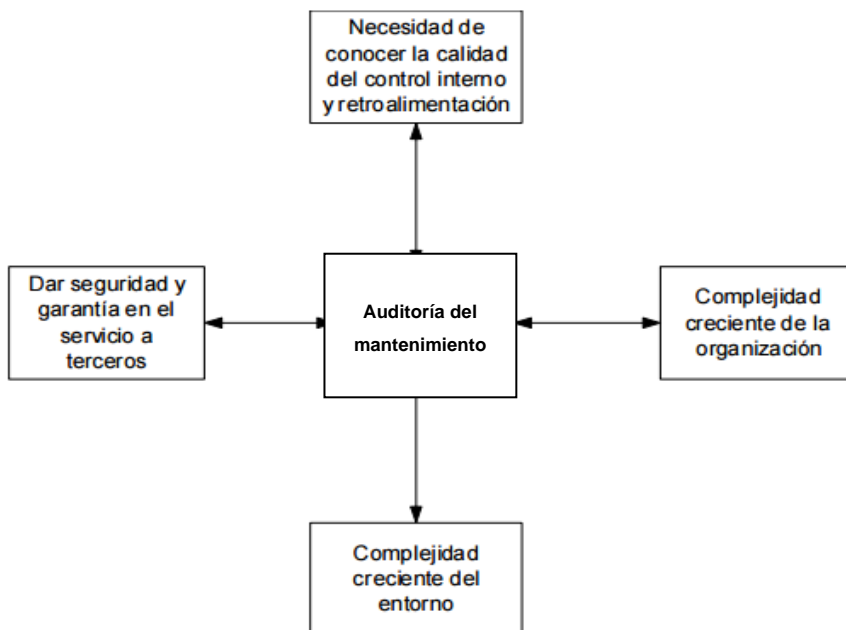 Necesidad de
conocer la calidad
del control interno
y retroalimentación
Dar seguridad y
garantía en el
servicio a
terceros
Auditoría del
mantenimiento
Complejidad
creciente de la
organización
Complejidad
creciente del
entorno